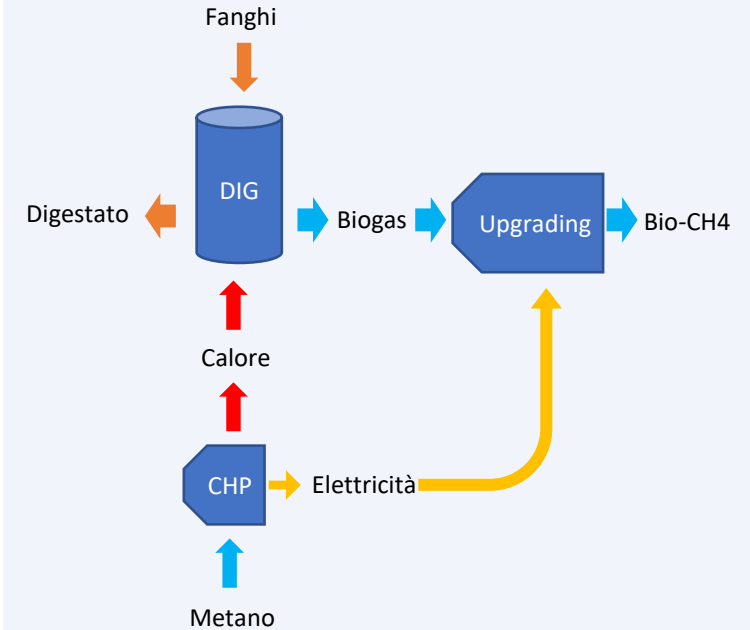 Fanghi
DIG
Digestato
Biogas
Upgrading
Bio-CH4
Calore
CHP
Elettricità
Metano